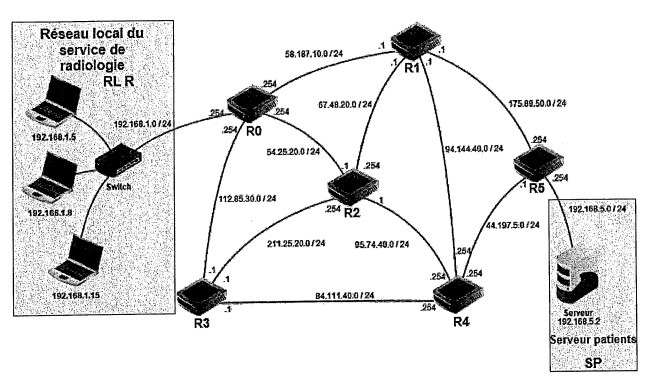 Réseau local du
service de
radiologie
RL R
192.168.1.5
192.168.1.8
192.168.1.15
Switch
192.168.1.0 / 24
.254
.254
.254
.254
R0
58.187.10.0 / 24
.1
R1
.1
.1
.1
67.48.20.0 / 24
54.25.20.0 / 24
175.89.50.0 / 24
94.144.40.0 / 24
.1
.254
R2
.254
.1
112.85.30.0 / 24
211.25.20.0 / 24
95.74.40.0 / 24
.254
R5
.1
.254
44.197.5.0 / 24
192.168.5.0 / 24
.1
.1
R3
.1
84.111.40.0 / 24
.254
.254
.254
.254
R4
Serveur
192.168.5.2
Serveur patients
SP